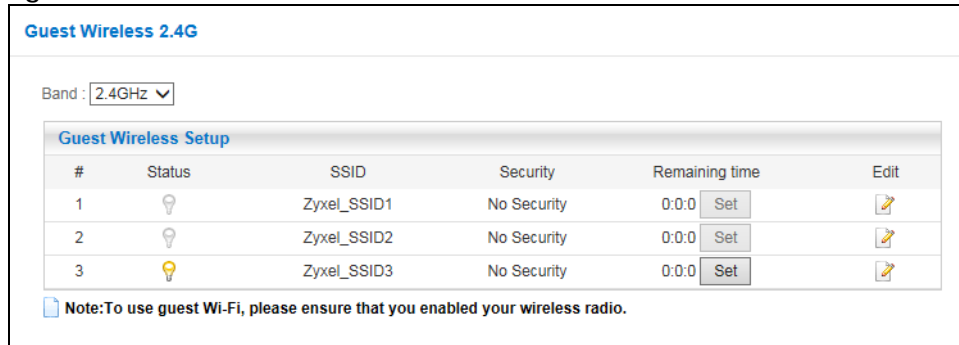 Guest Wireless 2.4G
Band : 2.4GHz
Guest Wireless Setup
# Status SSID Security Remaining time Edit
1 Zyxel_SSID1 No Security 0:0:0 Set
2 Zyxel_SSID2 No Security 0:0:0 Set
3 Zyxel_SSID3 No Security 0:0:0 Set
Note:To use guest Wi-Fi, please ensure that you enabled your wireless radio.